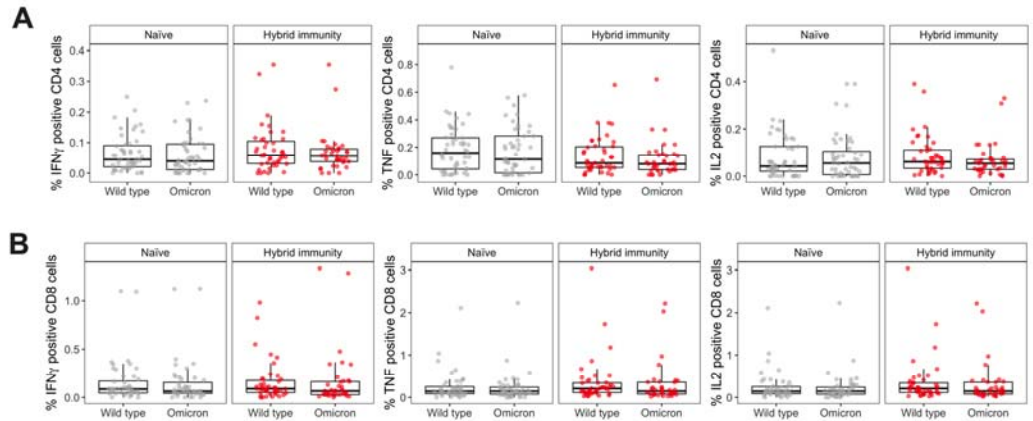 A
% IFNγ positive CD4 cells
0.4
0.3
0.2
0.1
0.0
Naïve
Hybrid immunity
Wild type Omicron Wild type Omicron
% TNF positive CD4 cells
0.8
0.6
0.4
0.2
0.0
Naïve
Hybrid immunity
Wild type Omicron Wild type Omicron
% IL2 positive CD4 cells
0.6
0.4
0.2
0.0
Naïve
Hybrid immunity
Wild type Omicron Wild type Omicron
B
% IFNγ positive CD8 cells
1.0
0.5
0.0
Naïve
Hybrid immunity
Wild type Omicron Wild type Omicron
% TNF positive CD8 cells
3
2
1
0
Naïve
Hybrid immunity
Wild type Omicron Wild type Omicron
% IL2 positive CD8 cells
3
2
1
0
Naïve
Hybrid immunity
Wild type Omicron Wild type Omicron